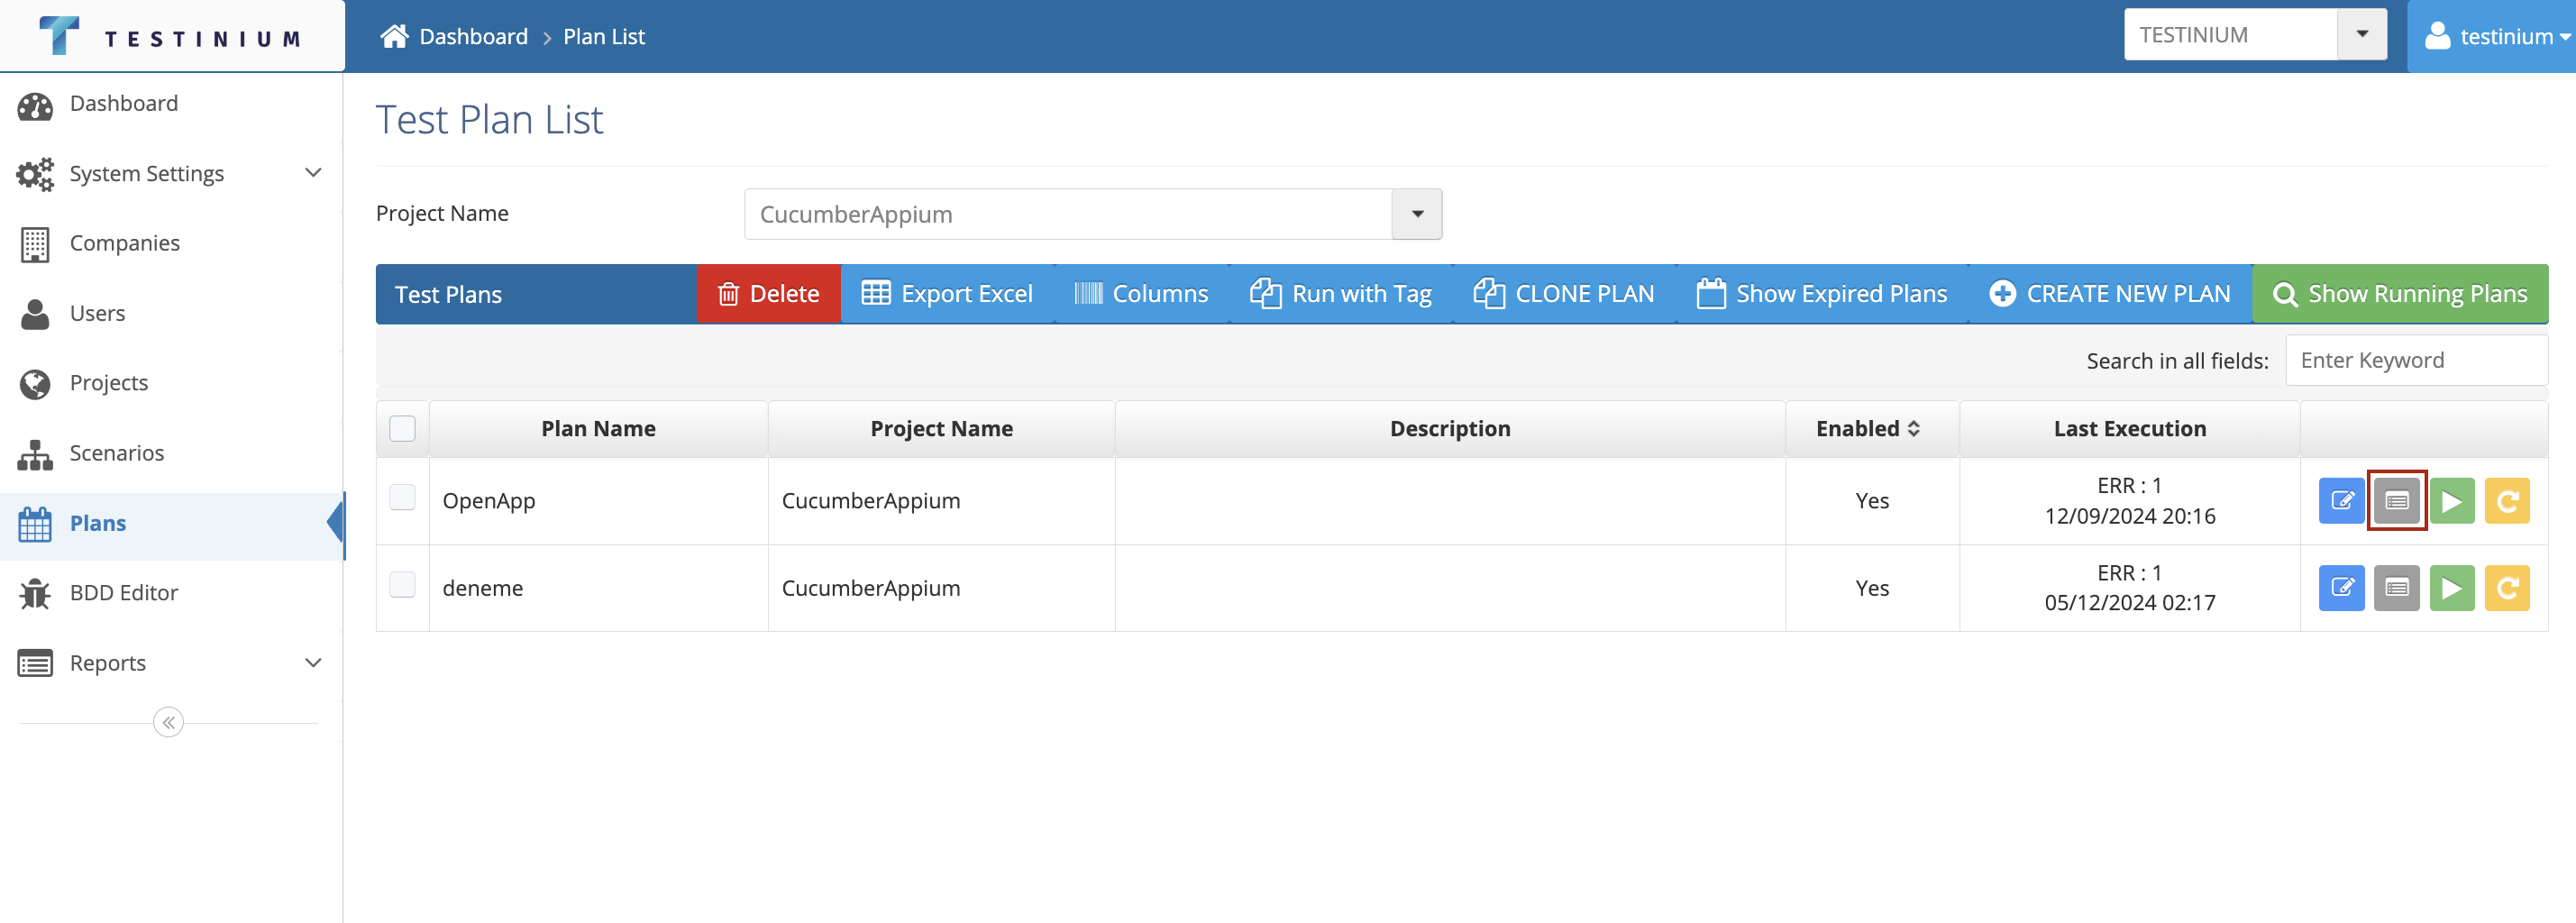 TESTINIUM
Dashboard > Plan List
TESTINIUM
testinium
Dashboard
System Settings
Companies
Users
Projects
Scenarios
Plans
BDD Editor
Reports
Test Plan List
Project Name
CucumberAppium
Test Plans
Delete
Export Excel
Columns
Run with Tag
CLONE PLAN
Show Expired Plans
CREATE NEW PLAN
Show Running Plans
Search in all fields: Enter Keyword
Plan Name Project Name Description Enabled Last Execution
OpenApp CucumberAppium Yes ERR : 1
12/09/2024 20:16
deneme CucumberAppium Yes ERR : 1
05/12/2024 02:17